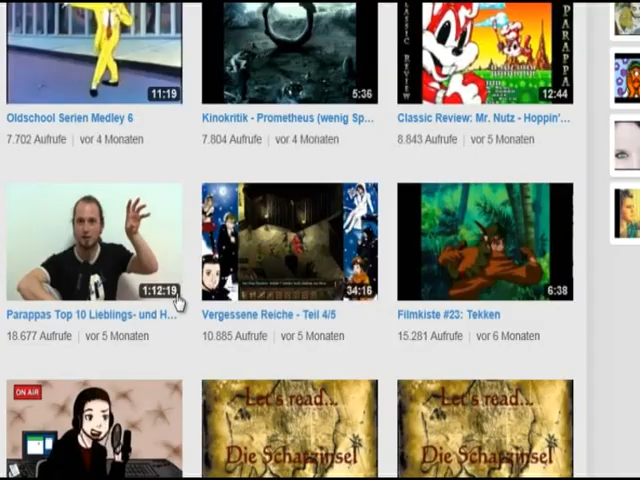 CLASSIC REVIEW
PARAPPA
11:19
5:36
12:44
Oldschool Serien Medley 6
Kinokritik - Prometheus (wenig Sp...
Classic Review: Mr. Nutz - Hoppin'...
7.702 Aufrufe | vor 4 Monaten
7.804 Aufrufe | vor 4 Monaten
8.843 Aufrufe | vor 5 Monaten
1:12:19
34:16
6:38
Parappas Top 10 Lieblings- und H...
Vergessene Reiche - Teil 4/5
Filmkiste #23: Tekken
18.677 Aufrufe | vor 5 Monaten
10.885 Aufrufe | vor 5 Monaten
15.281 Aufrufe | vor 6 Monaten
ON AIR
Let's read...
Die Schatzinsel
Let's read...
Die Schatzinsel